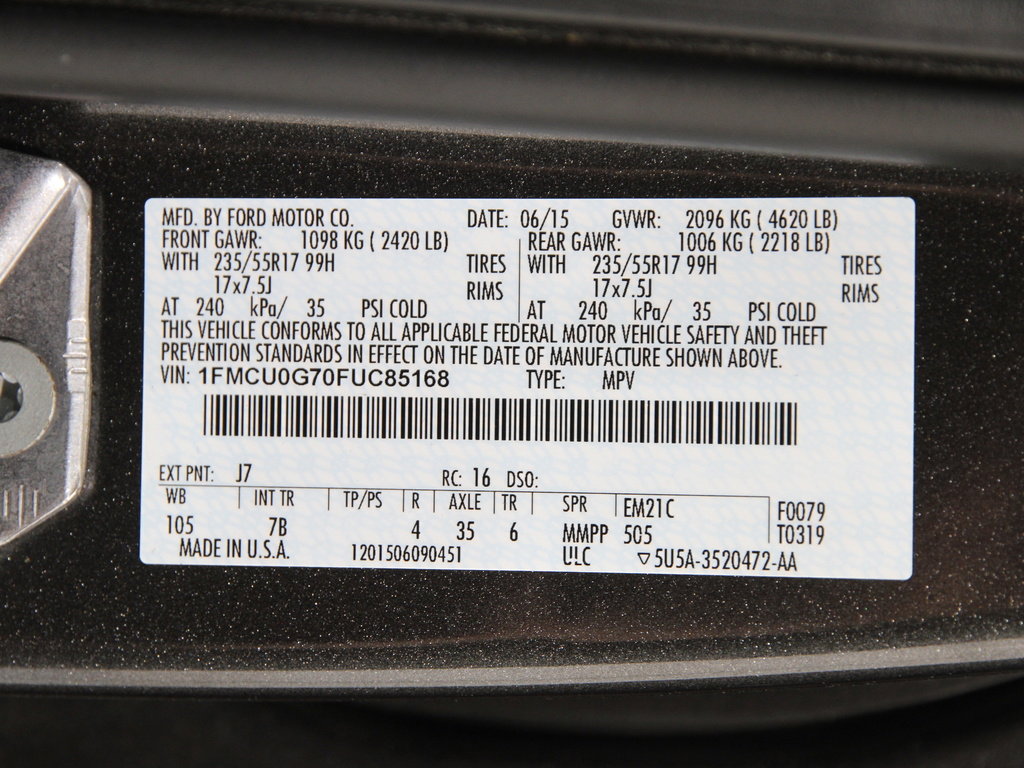 MFD. BY FORD MOTOR CO. DATE: 06/15 GVWR: 2096 KG ( 4620 LB)
FRONT GAWR: 1098 KG ( 2420 LB) REAR GAWR: 1006 KG ( 2218 LB)
WITH 235/55R17 99H TIRES WITH 235/55R17 99H TIRES
17x7.5J RIMS 17x7.5J RIMS
AT 240 kPa/ 35 PSI COLD AT 240 kPa/ 35 PSI COLD
THIS VEHICLE CONFORMS TO ALL APPLICABLE FEDERAL MOTOR VEHICLE SAFETY AND THEFT
PREVENTION STANDARDS IN EFFECT ON THE DATE OF MANUFACTURE SHOWN ABOVE.
VIN: 1FMCU0G70FUC85168 TYPE: MPV
EXT PNT: J7 RC: 16 DSO:
WB INT TR TP/PS R AXLE TR SPR EM21C F0079
105 7B 4 35 6 MMPP 505 T0319
MADE IN U.S.A. 1201506090451 ULC ▽5U5A-3520472-AA